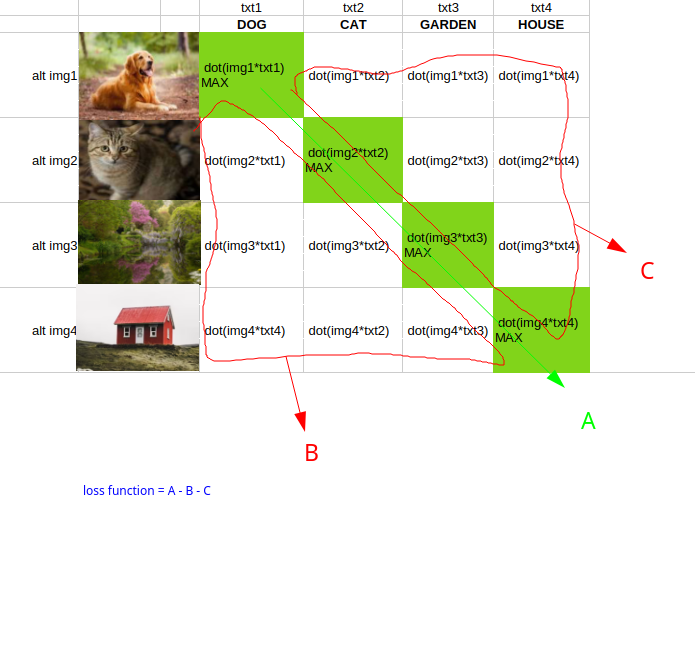 txt1 txt2 txt3 txt4
DOG CAT GARDEN HOUSE
alt img1 dot(img1*txt1) MAX dot(img1*txt2) dot(img1*txt3) dot(img1*txt4)
alt img2 dot(img2*txt1) dot(img2*txt2) MAX dot(img2*txt3) dot(img2*txt4)
alt img3 dot(img3*txt1) dot(img3*txt2) dot(img3*txt3) MAX dot(img3*txt4)
alt img4 dot(img4*txt4) dot(img4*txt2) dot(img4*txt3) dot(img4*txt4) MAX
C
A
B
loss function = A - B - C